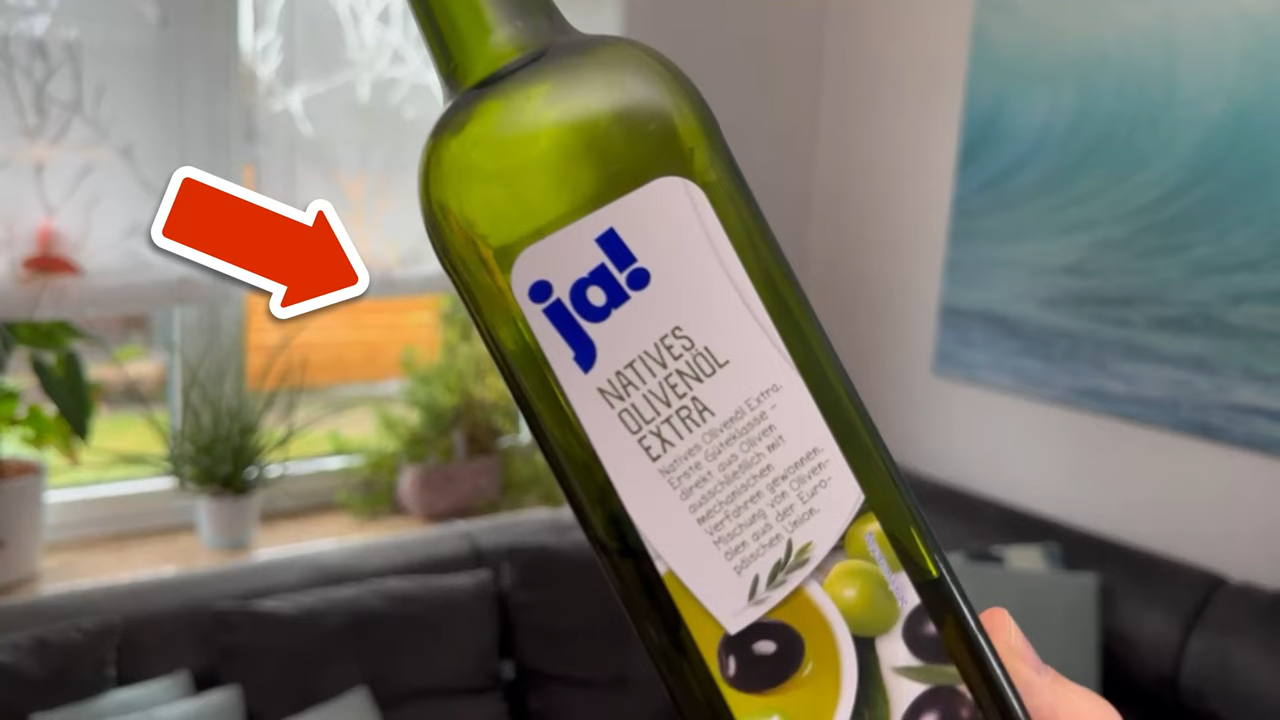 ja!
NATIVES
OLIVENÖL
EXTRA
Natives Olivenöl Extra.
Erste Güteklasse –
direkt aus Oliven
ausschließlich mit
mechanischen
Verfahren gewonnen.
Mischung von Oliven-
ölen aus der Euro-
päischen Union.